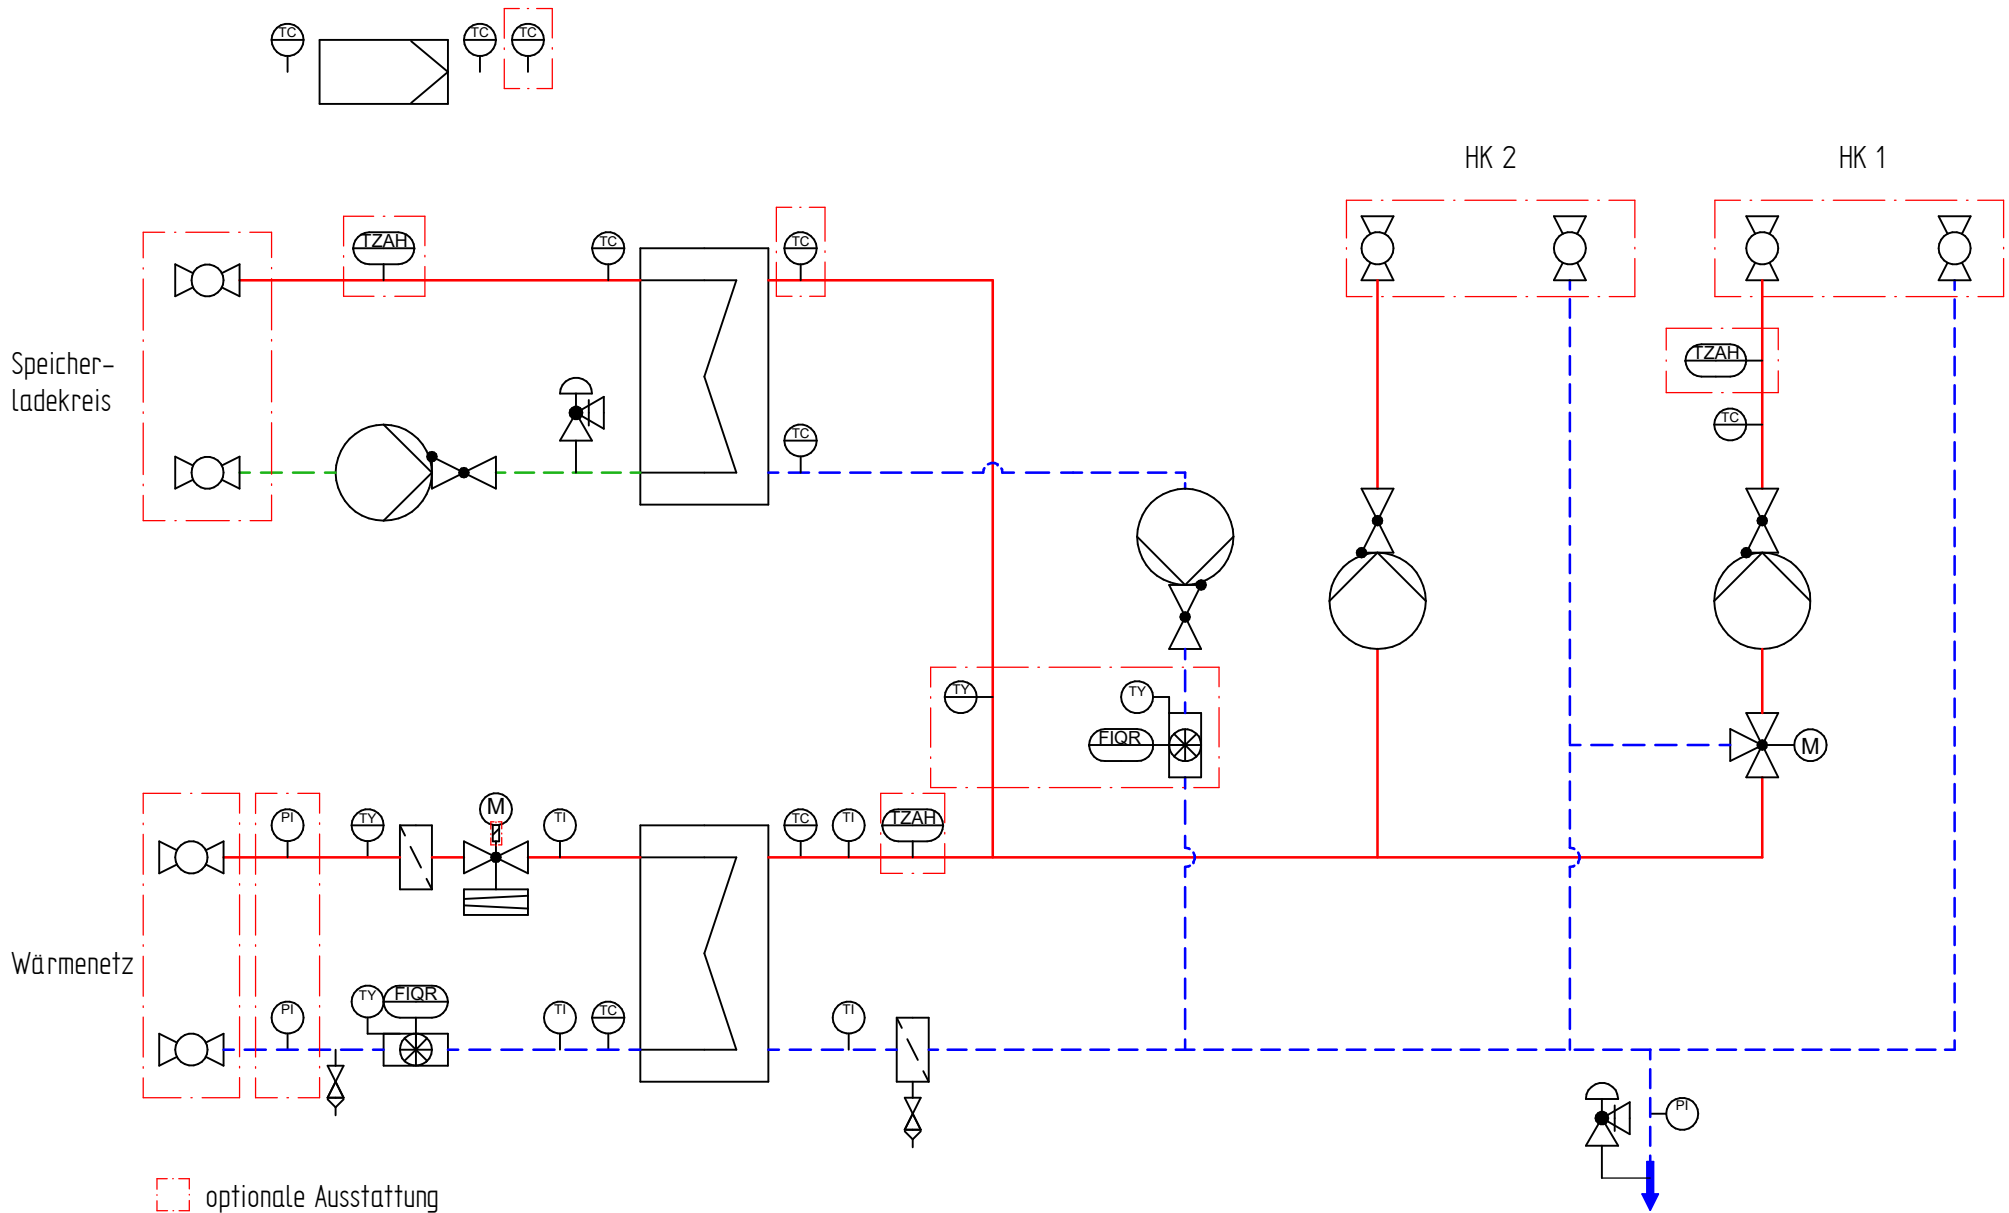 TC
TC
TC
HK 2
HK 1
TZAH
TC
TC
Speicher-
ladekreis
TZAH
TC
TC
TY
TY
FIQR
M
PI
TY
M
TI
TC
TI
TZAH
Wärmenetz
PI
TY
FIQR
TI
TC
TI
PI
optionale Ausstattung